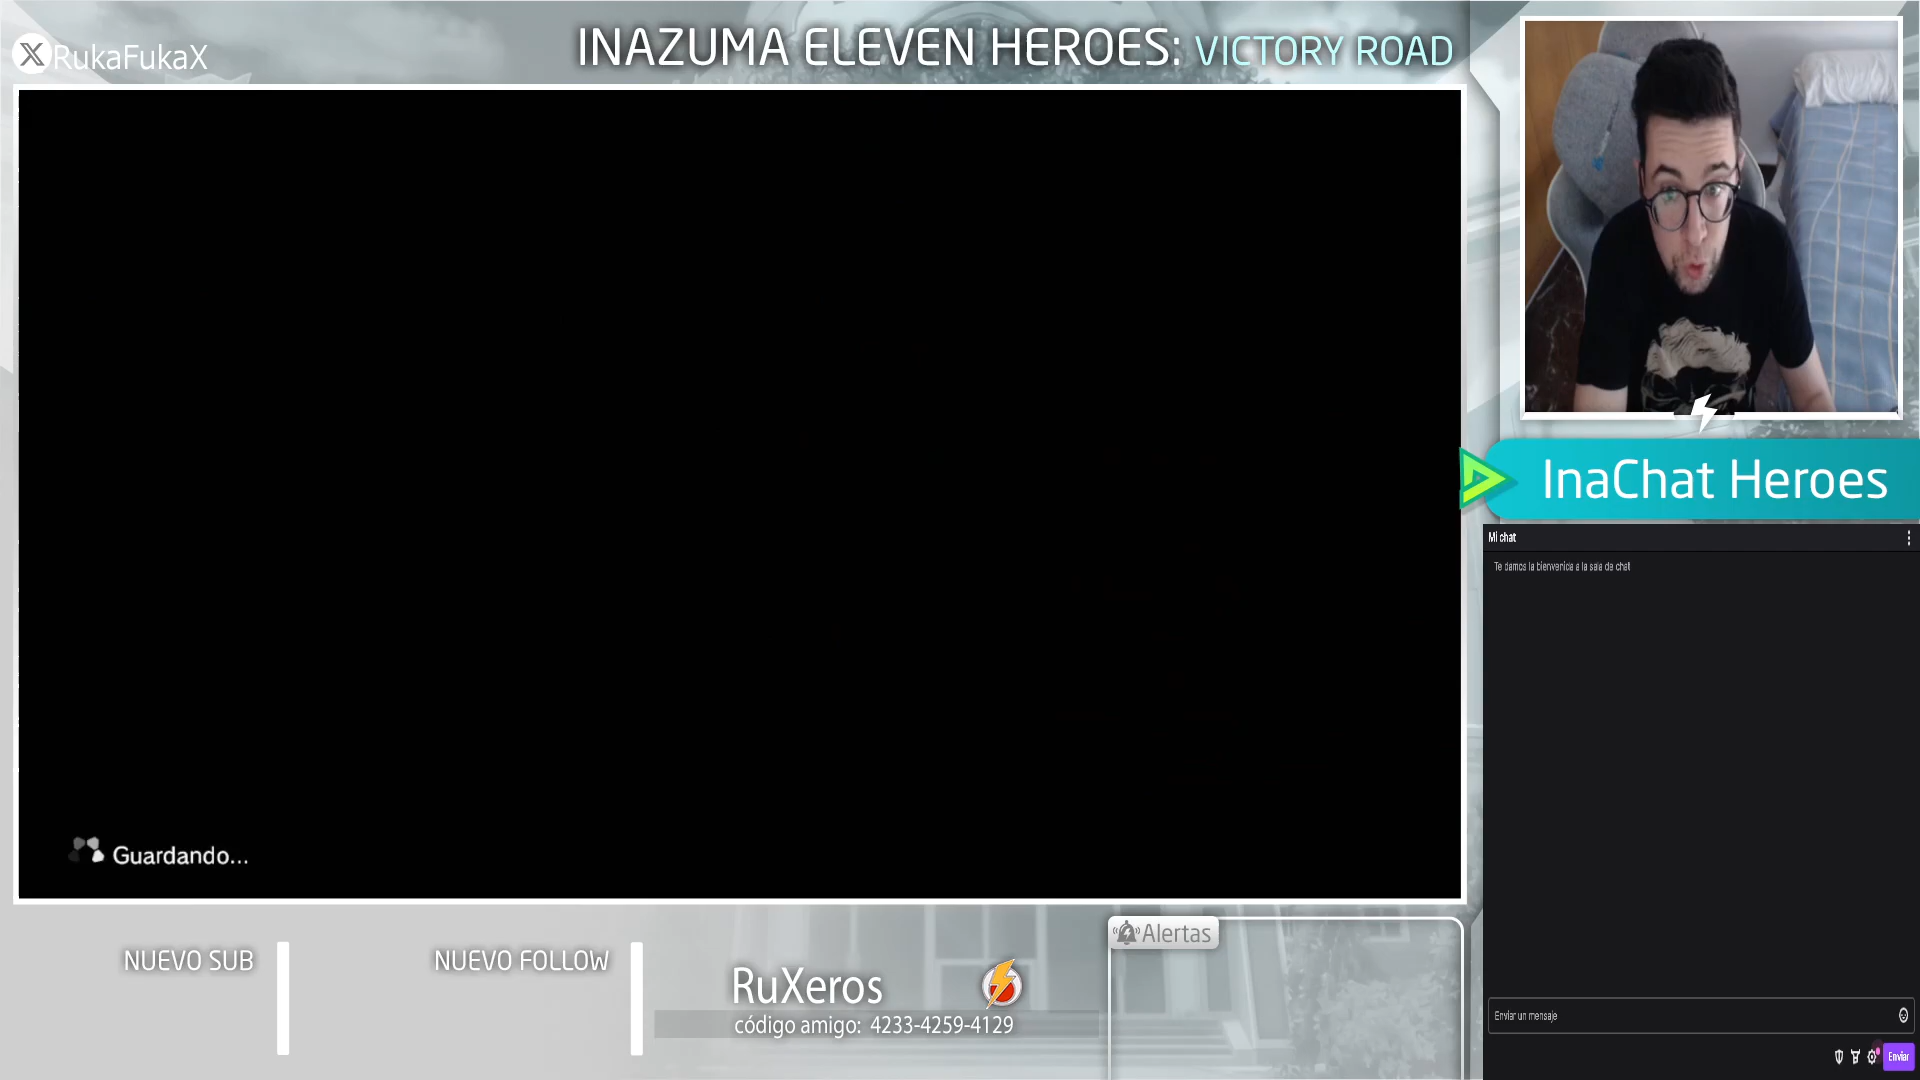 RukaFukaX
INAZUMA ELEVEN HEROES: VICTORY ROAD
InaChat Heroes
Mi chat
Te damos la bienvenida a la sala de chat
Guardando...
NUEVO SUB
NUEVO FOLLOW
RuXeros
código amigo: 4233-4259-4129
Alertas
Enviar un mensaje
Enviar